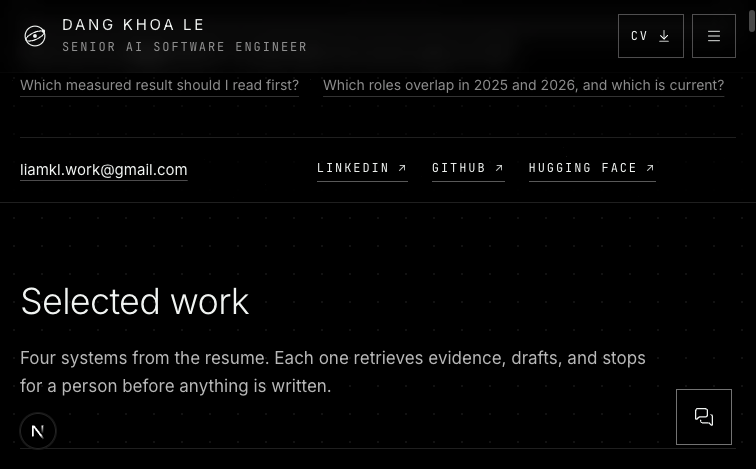 DANG KHOA LE
SENIOR AI SOFTWARE ENGINEER
CV
Which measured result should I read first?
Which roles overlap in 2025 and 2026, and which is current?
liamkl.work@gmail.com
LINKEDIN ↗
GITHUB ↗
HUGGING FACE ↗
Selected work
Four systems from the resume. Each one retrieves evidence, drafts, and stops
for a person before anything is written.
N